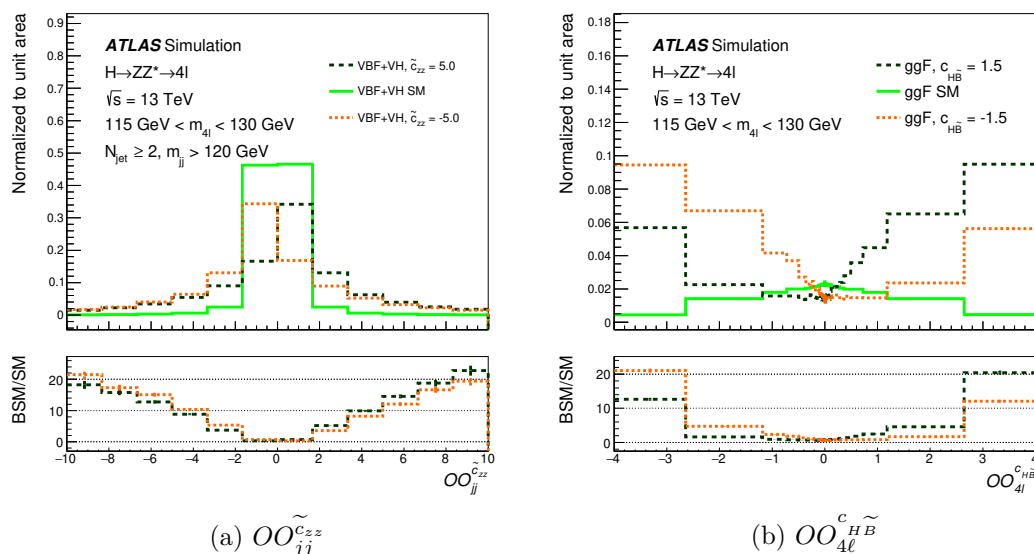 Normalized to unit area
0.9
0.8
0.7
0.6
0.5
0.4
0.3
0.2
0.1
0
ATLAS Simulation
H→ZZ*→4l
√s = 13 TeV
115 GeV < m4l < 130 GeV
Njet ≥ 2, mjj > 120 GeV
VBF+VH, c̃zz = 5.0
VBF+VH SM
VBF+VH, c̃zz = -5.0
BSM/SM
20
10
0
−10 −8 −6 −4 −2 0 2 4 6 8 10
OO_jj^c̃zz
(a) OO_jj^c̃zz
Normalized to unit area
0.18
0.16
0.14
0.12
0.1
0.08
0.06
0.04
0.02
0
ATLAS Simulation
H→ZZ*→4l
√s = 13 TeV
115 GeV < m4l < 130 GeV
ggF, cHB̃ = 1.5
ggF SM
ggF, cHB̃ = -1.5
BSM/SM
20
10
0
−4 −3 −2 −1 0 1 2 3 4
OO_4l^cHB̃
(b) OO_4ℓ^cHB̃